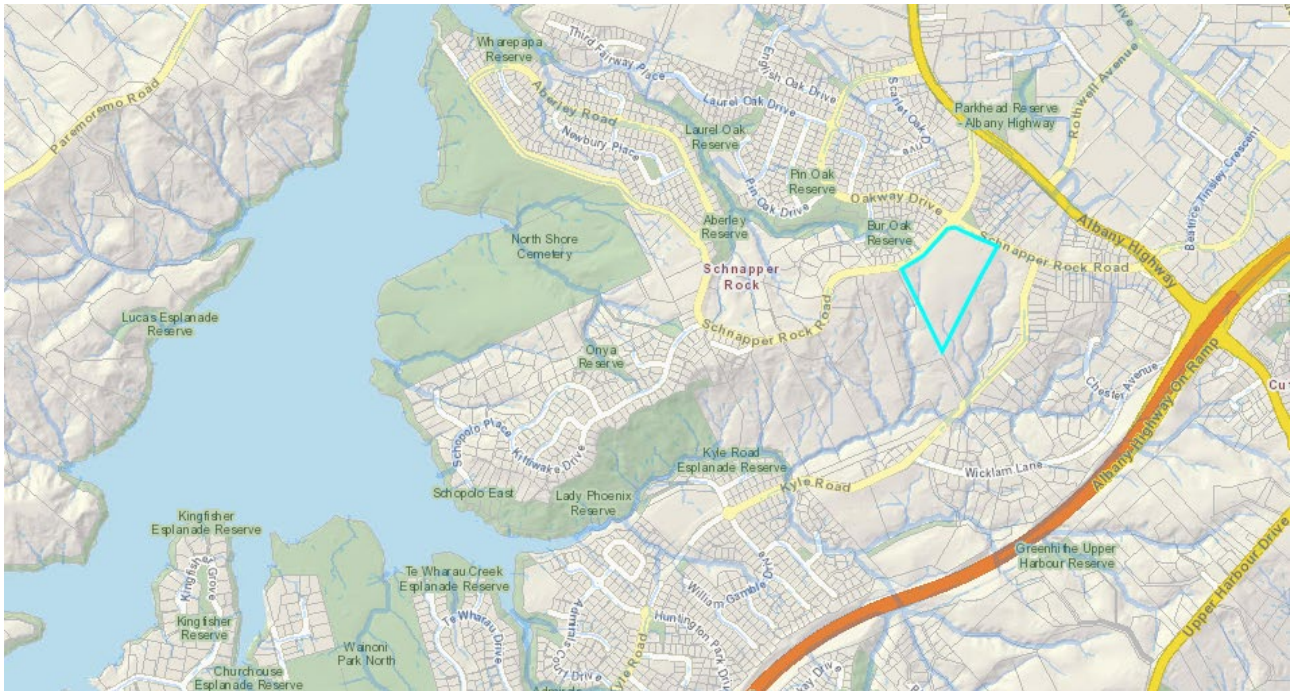 Wharepapa
Reserve
Third Fairway Place
English Oak Drive
Scarlet Oak D
rive
Drive
Paremoremo Road
Aberley Road
Laurel Oak Drive
Parkhead Reserve
- Albany Highway
Rothwell Avenue
Newbury Place
Laurel Oak
Reserve
Pin Oak
Reserve
Pin Oak Drive
Oakway Drive
Beatrice Tinsley Crescent
Albany Highway
Aberley
Reserve
Bur Oak
Reserve
North Shore
Cemetery
Schnapper Rock Road
Schnapper
Rock
Lucas Esplanade
Reserve
Schnapper Rock Road
Onya
Reserve
Chester Avenue
Albany Highway On Ramp
Schopolo Place
Kittiwake Drive
Kyle Road
Esplanade Reserve
Wicklam Lane
Kyle Road
Schopolo East
Lady Phoenix
Reserve
Kingfisher
Esplanade Reserve
Kingfisher
Grove
Te Wharau Creek
Esplanade Reserve
William Gamble Drive
Greenhithe Upper
Harbour Reserve
Upper Harbour Drive
Kingfisher
Reserve
Te Wharau Drive
Admirals Court Drive
Huntington Park Driv
Wainoni
Park North
Kyle Road
Churchouse
Esplanade Reserve